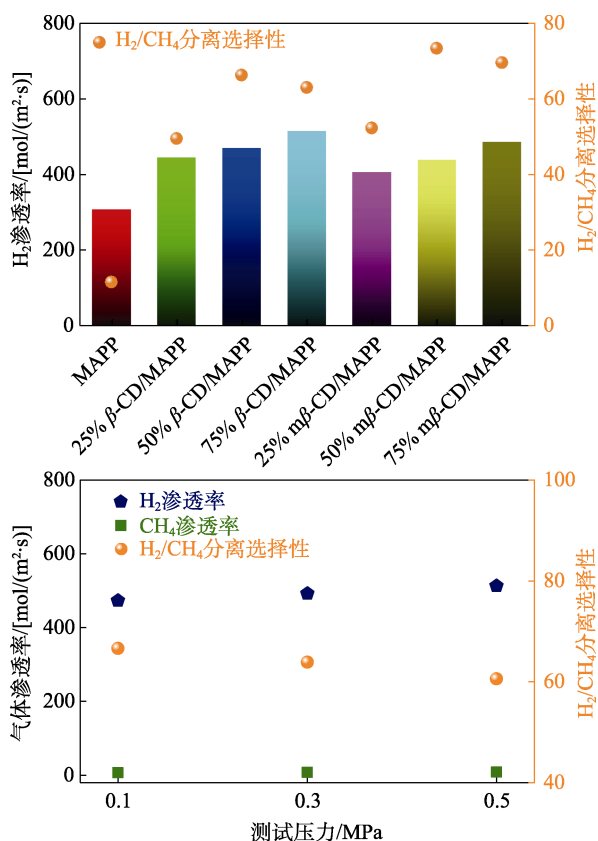 800
600
400
200
0
H₂渗透率/[mol/(m²·s)]
H₂/CH₄分离选择性
80
60
40
20
0
H₂/CH₄分离选择性
MAPP
25% β-CD/MAPP
50% β-CD/MAPP
75% β-CD/MAPP
25% mβ-CD/MAPP
50% mβ-CD/MAPP
75% mβ-CD/MAPP
800
600
400
200
0
气体渗透率/[mol/(m²·s)]
H₂渗透率
CH₄渗透率
H₂/CH₄分离选择性
100
80
60
40
H₂/CH₄分离选择性
0.1
0.3
0.5
测试压力/MPa